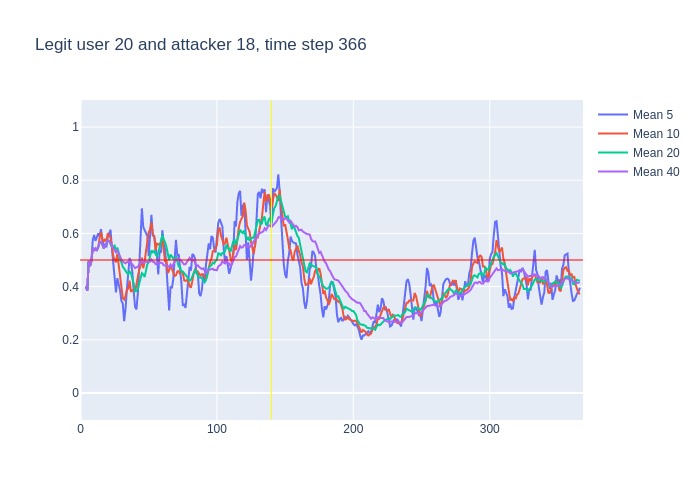 Legit user 20 and attacker 18, time step 366
Mean 5
Mean 10
Mean 20
Mean 40
1
0.8
0.6
0.4
0.2
0
0 100 200 300